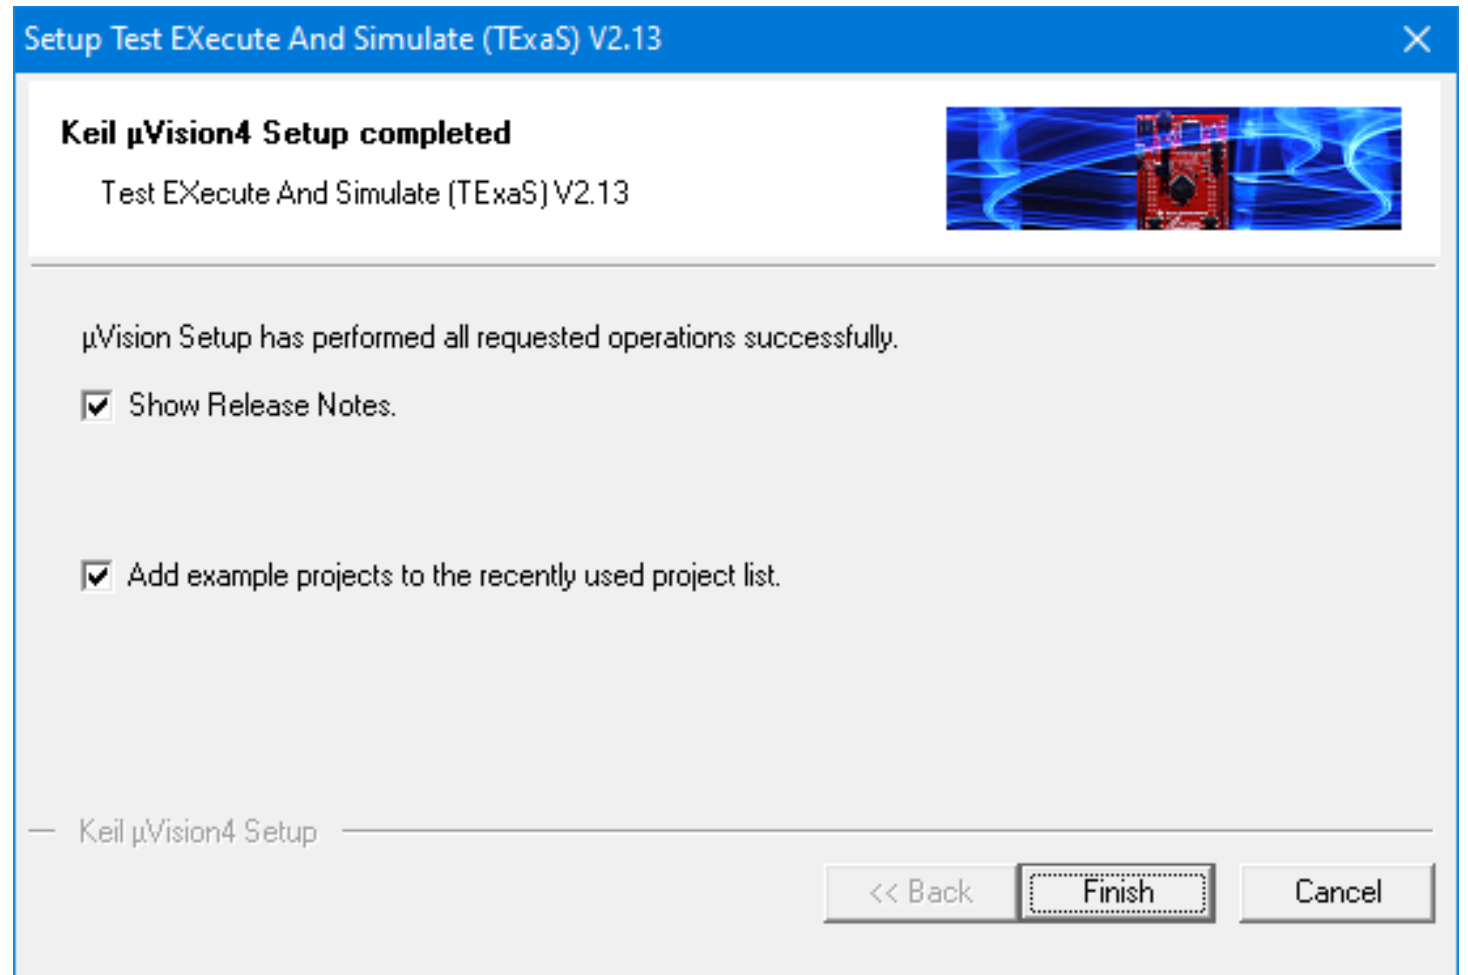 Setup Test EXecute And Simulate (TExaS) V2.13
Keil µVision4 Setup completed
Test EXecute And Simulate (TExaS) V2.13
µVision Setup has performed all requested operations successfully.
Show Release Notes.
Add example projects to the recently used project list.
Keil µVision4 Setup
<< Back
Finish
Cancel